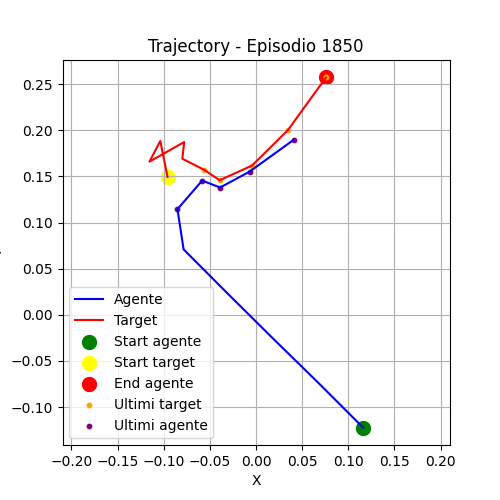 Trajectory - Episodio 1850
0.25
0.20
0.15
0.10
0.05
0.00
−0.05
−0.10
Agente
Target
Start agente
Start target
End agente
Ultimi target
Ultimi agente
−0.20 −0.15 −0.10 −0.05 0.00 0.05 0.10 0.15 0.20
X